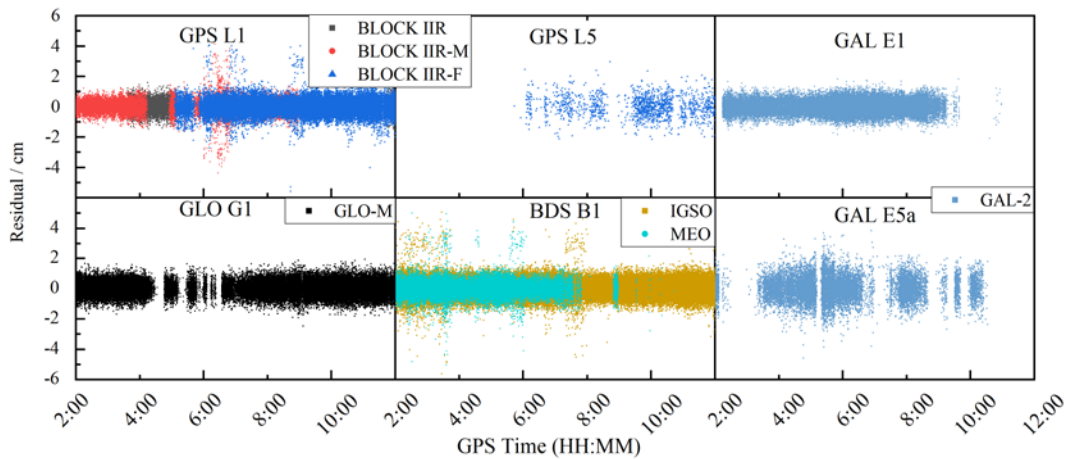 GPS L1
BLOCK IIR
BLOCK IIR-M
BLOCK IIR-F
GPS L5
GAL E1
4
2
0
-2
-4
Residual / cm
GLO G1
GLO-M
BDS B1
IGSO
MEO
GAL E5a
GAL-2
6
4
2
0
-2
-4
-6
2:00 4:00 6:00 8:00 10:00 2:00 4:00 6:00 8:00 10:00 2:00 4:00 6:00 8:00 10:00 12:00
GPS Time (HH:MM)